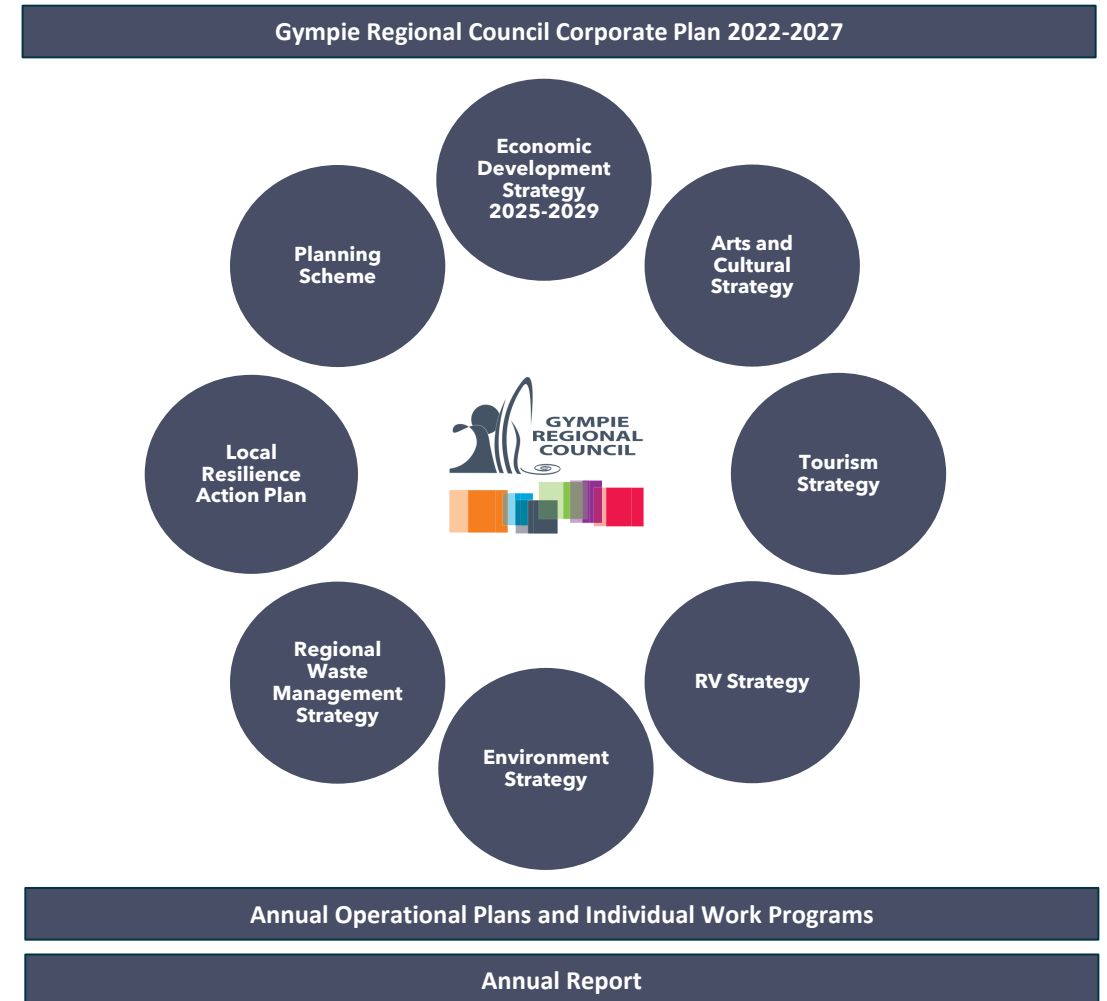 Gympie Regional Council Corporate Plan 2022-2027
Economic
Development
Strategy
2025-2029
Arts and
Cultural
Strategy
Tourism
Strategy
RV Strategy
Environment
Strategy
Regional
Waste
Management
Strategy
Local
Resilience
Action Plan
Planning
Scheme
GYMPIE
REGIONAL
COUNCIL
Annual Operational Plans and Individual Work Programs
Annual Report